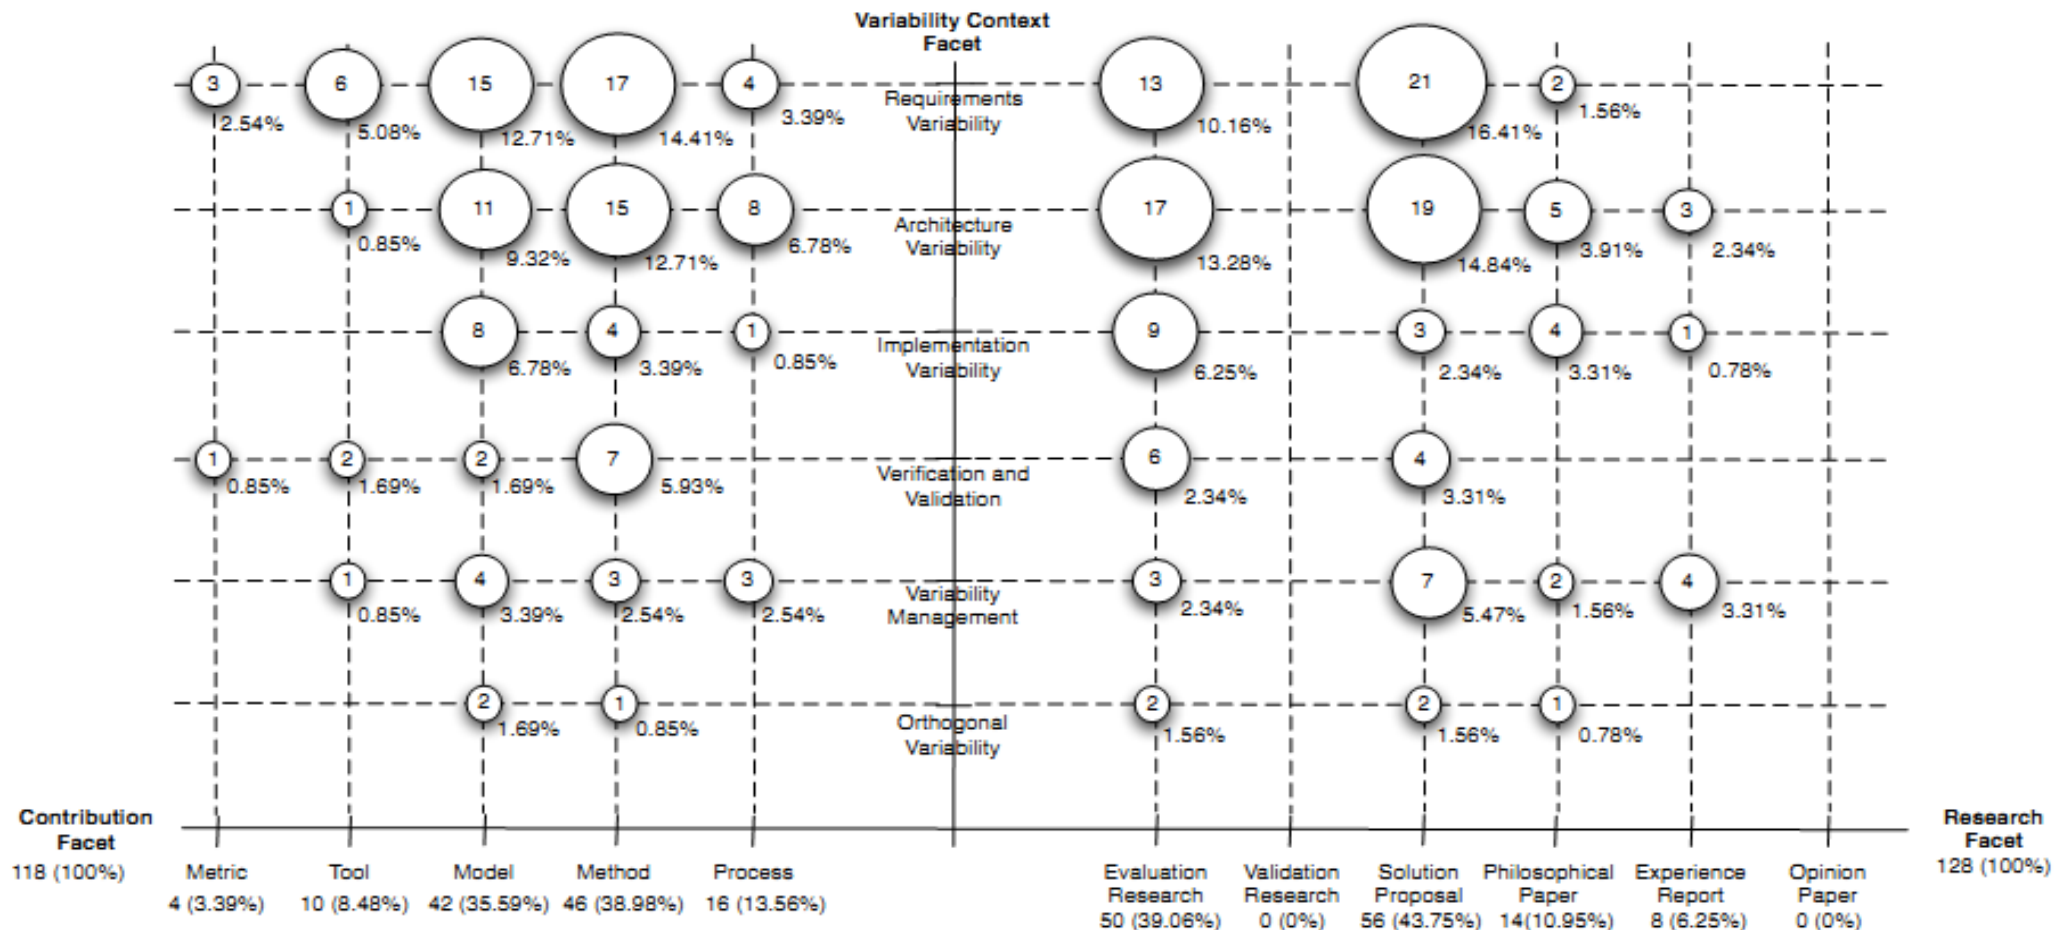 Variability Context
Facet
3 6 15 17 4 13 21 2
Requirements
Variability
2.54% 5.08% 12.71% 14.41% 3.39% 10.16% 16.41% 1.56%
1 11 15 8 17 19 5 3
Architecture
Variability
0.85% 9.32% 12.71% 6.78% 13.28% 14.84% 3.91% 2.34%
8 4 1 9 3 4 1
Implementation
Variability
6.78% 3.39% 0.85% 6.25% 2.34% 3.31% 0.78%
1 2 2 7 6 4
Verification and
Validation
0.85% 1.69% 1.69% 5.93% 2.34% 3.31%
1 4 3 3 3 7 2 4
Variability
Management
0.85% 3.39% 2.54% 2.54% 2.34% 5.47% 1.56% 3.31%
2 1 2 2 1
Orthogonal
Variability
1.69% 0.85% 1.56% 1.56% 0.78%
Contribution
Facet
118 (100%)
Metric
4 (3.39%)
Tool
10 (8.48%)
Model
42 (35.59%)
Method
46 (38.98%)
Process
16 (13.56%)
Evaluation
Research
50 (39.06%)
Validation
Research
0 (0%)
Solution
Proposal
56 (43.75%)
Philosophical
Paper
14(10.95%)
Experience
Report
8 (6.25%)
Opinion
Paper
0 (0%)
Research
Facet
128 (100%)